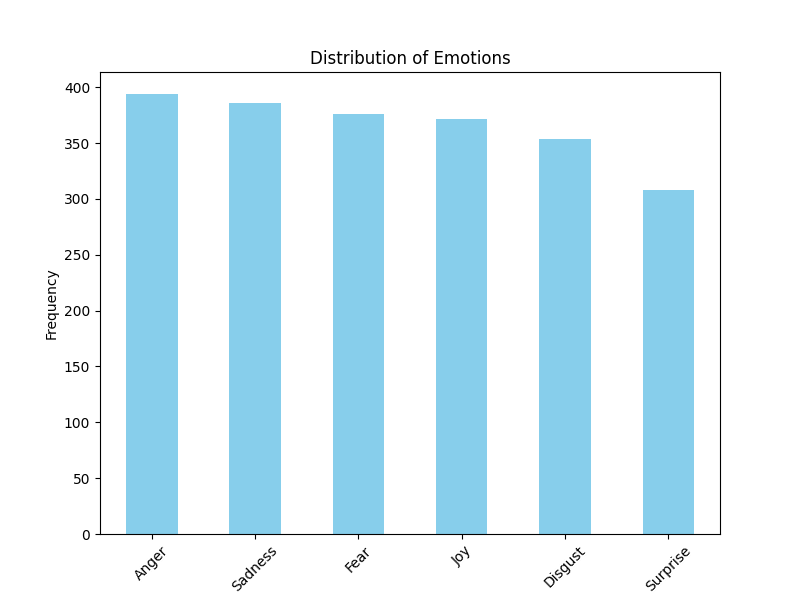 Distribution of Emotions
Frequency
400
350
300
250
200
150
100
50
0
Anger
Sadness
Fear
Joy
Disgust
Surprise